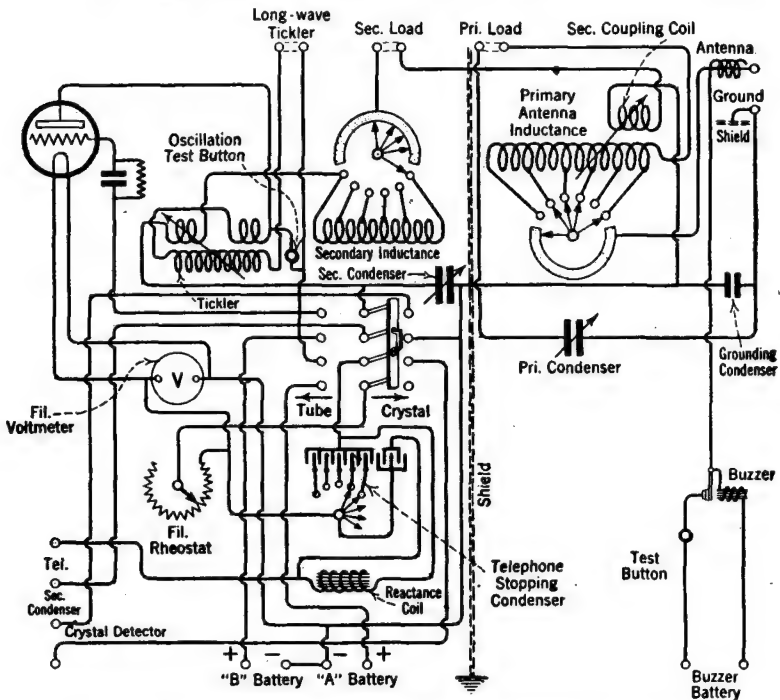 Long-wave
Tickler
Sec. Load
Pri. Load
Sec. Coupling
Coil
Antenna
Ground
Shield
Primary
Antenna
Inductance
Oscillation
Test Button
Secondary Inductance
Sec. Condenser
Tickler
Grounding
Condenser
Pri. Condenser
V
Fil.
Voltmeter
Tube
Crystal
Shield
Buzzer
Fil.
Rheostat
Telephone
Stopping
Condenser
Test
Button
Tel.
Sec.
Condenser
Reactance
Coil
Crystal Detector
+ − − +
"B" Battery "A" Battery
Buzzer
Battery